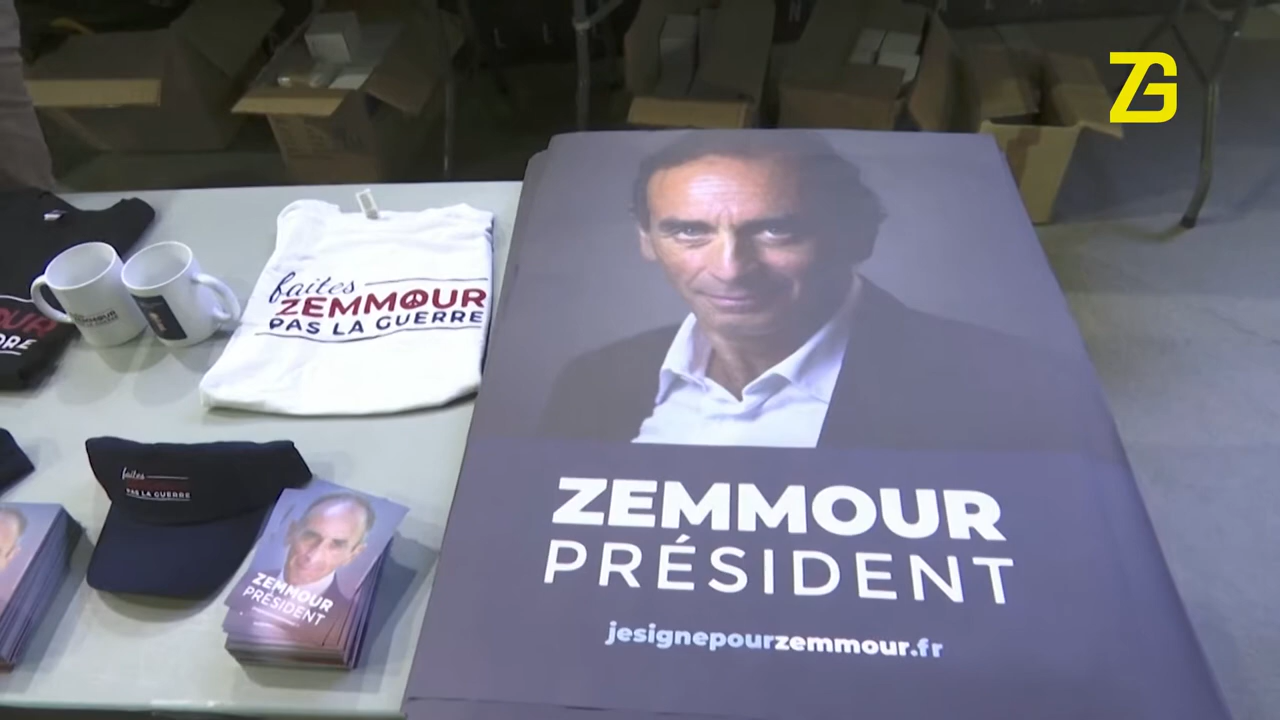 ZG
faites
ZEMMOUR
PAS LA GUERRE
faites
PAS LA GUERRE
ZEMMOUR
PRÉSIDENT
ZEMMOUR
PRÉSIDENT
jesignepourzemmour.fr